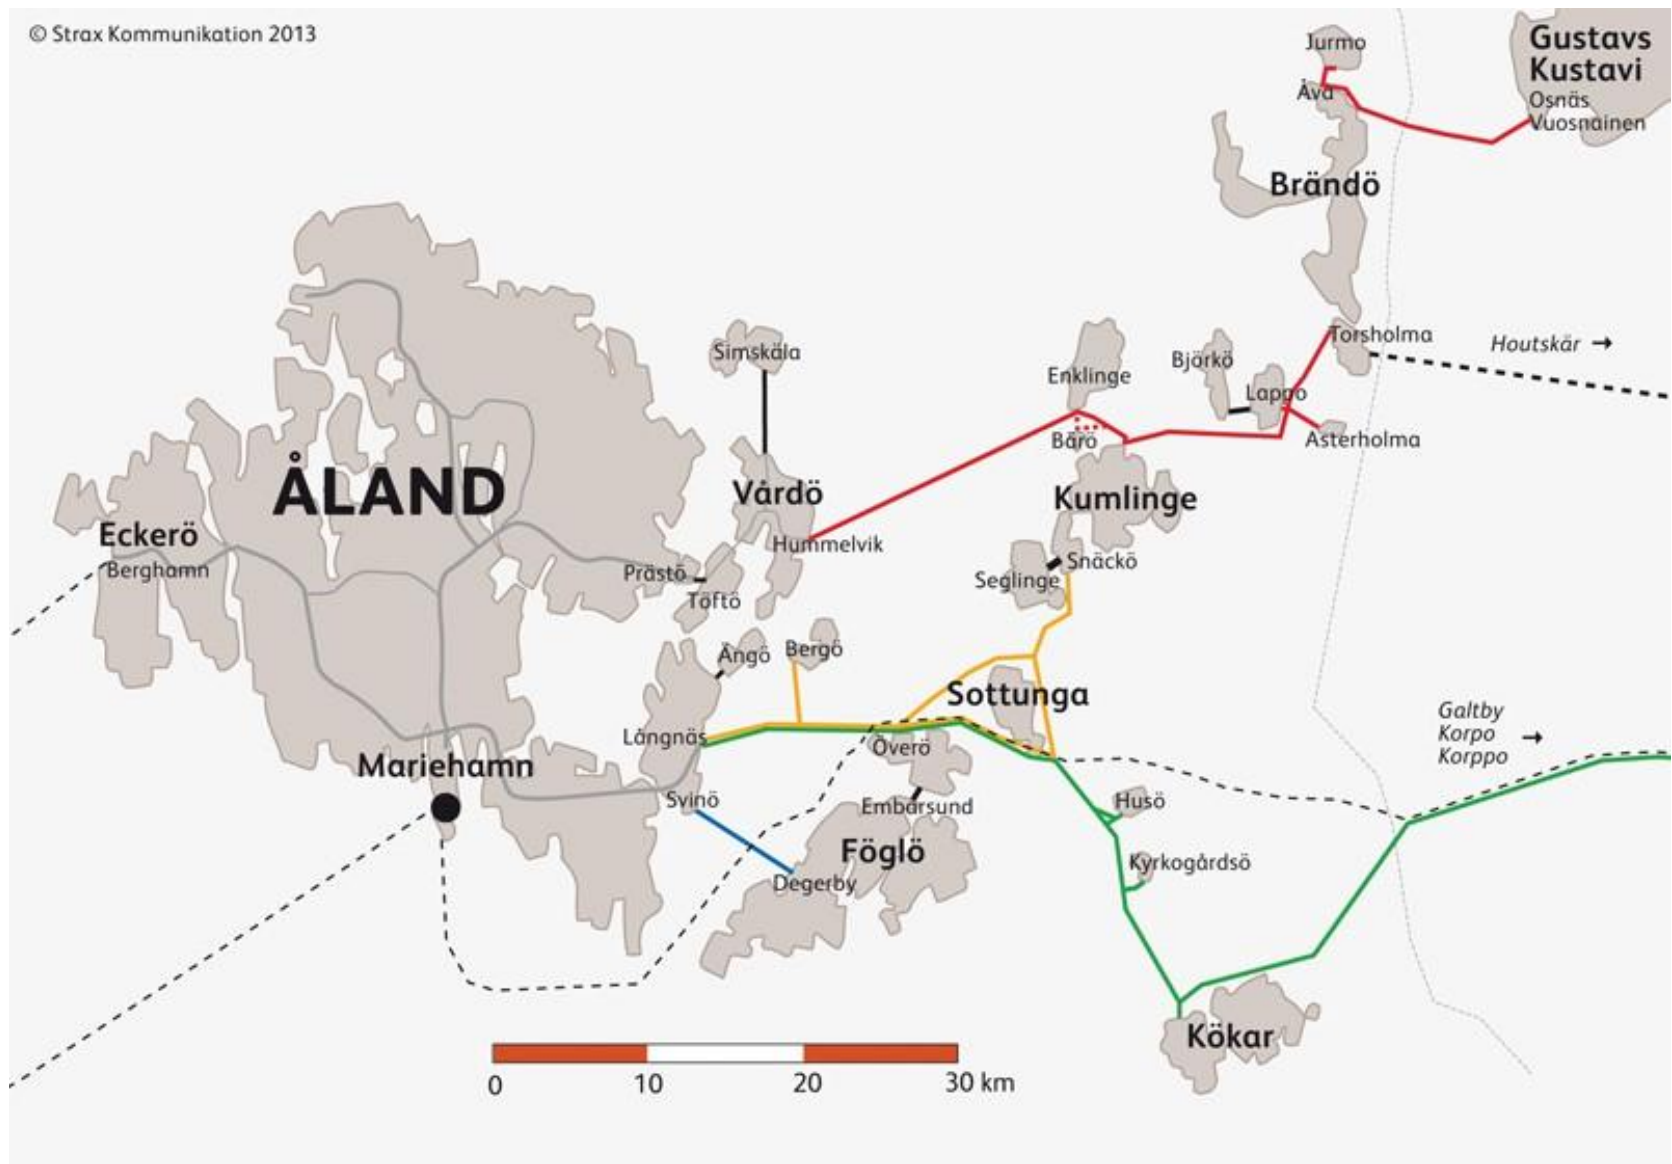 © Strax Kommunikation 2013
Jurmo
Gustavs
Kustavi
Åva
Osnäs
Vuosnainen
Brändö
Torsholma
Houtskär →
Simskäla
Björkö
Enklinge
Lappo
Bärö
Asterholma
ÅLAND
Vårdö
Kumlinge
Eckerö
Hummelvik
Berghamn
Prästö
Snäckö
Seglinge
Töftö
Ängö
Bergö
Sottunga
Långnäs
Överö
Galtby
Korpo →
Korppo
Mariehamn
Svinö
Embarsund
Husö
Föglö
Kyrkogårdsö
Degerby
Kökar
0 10 20 30 km